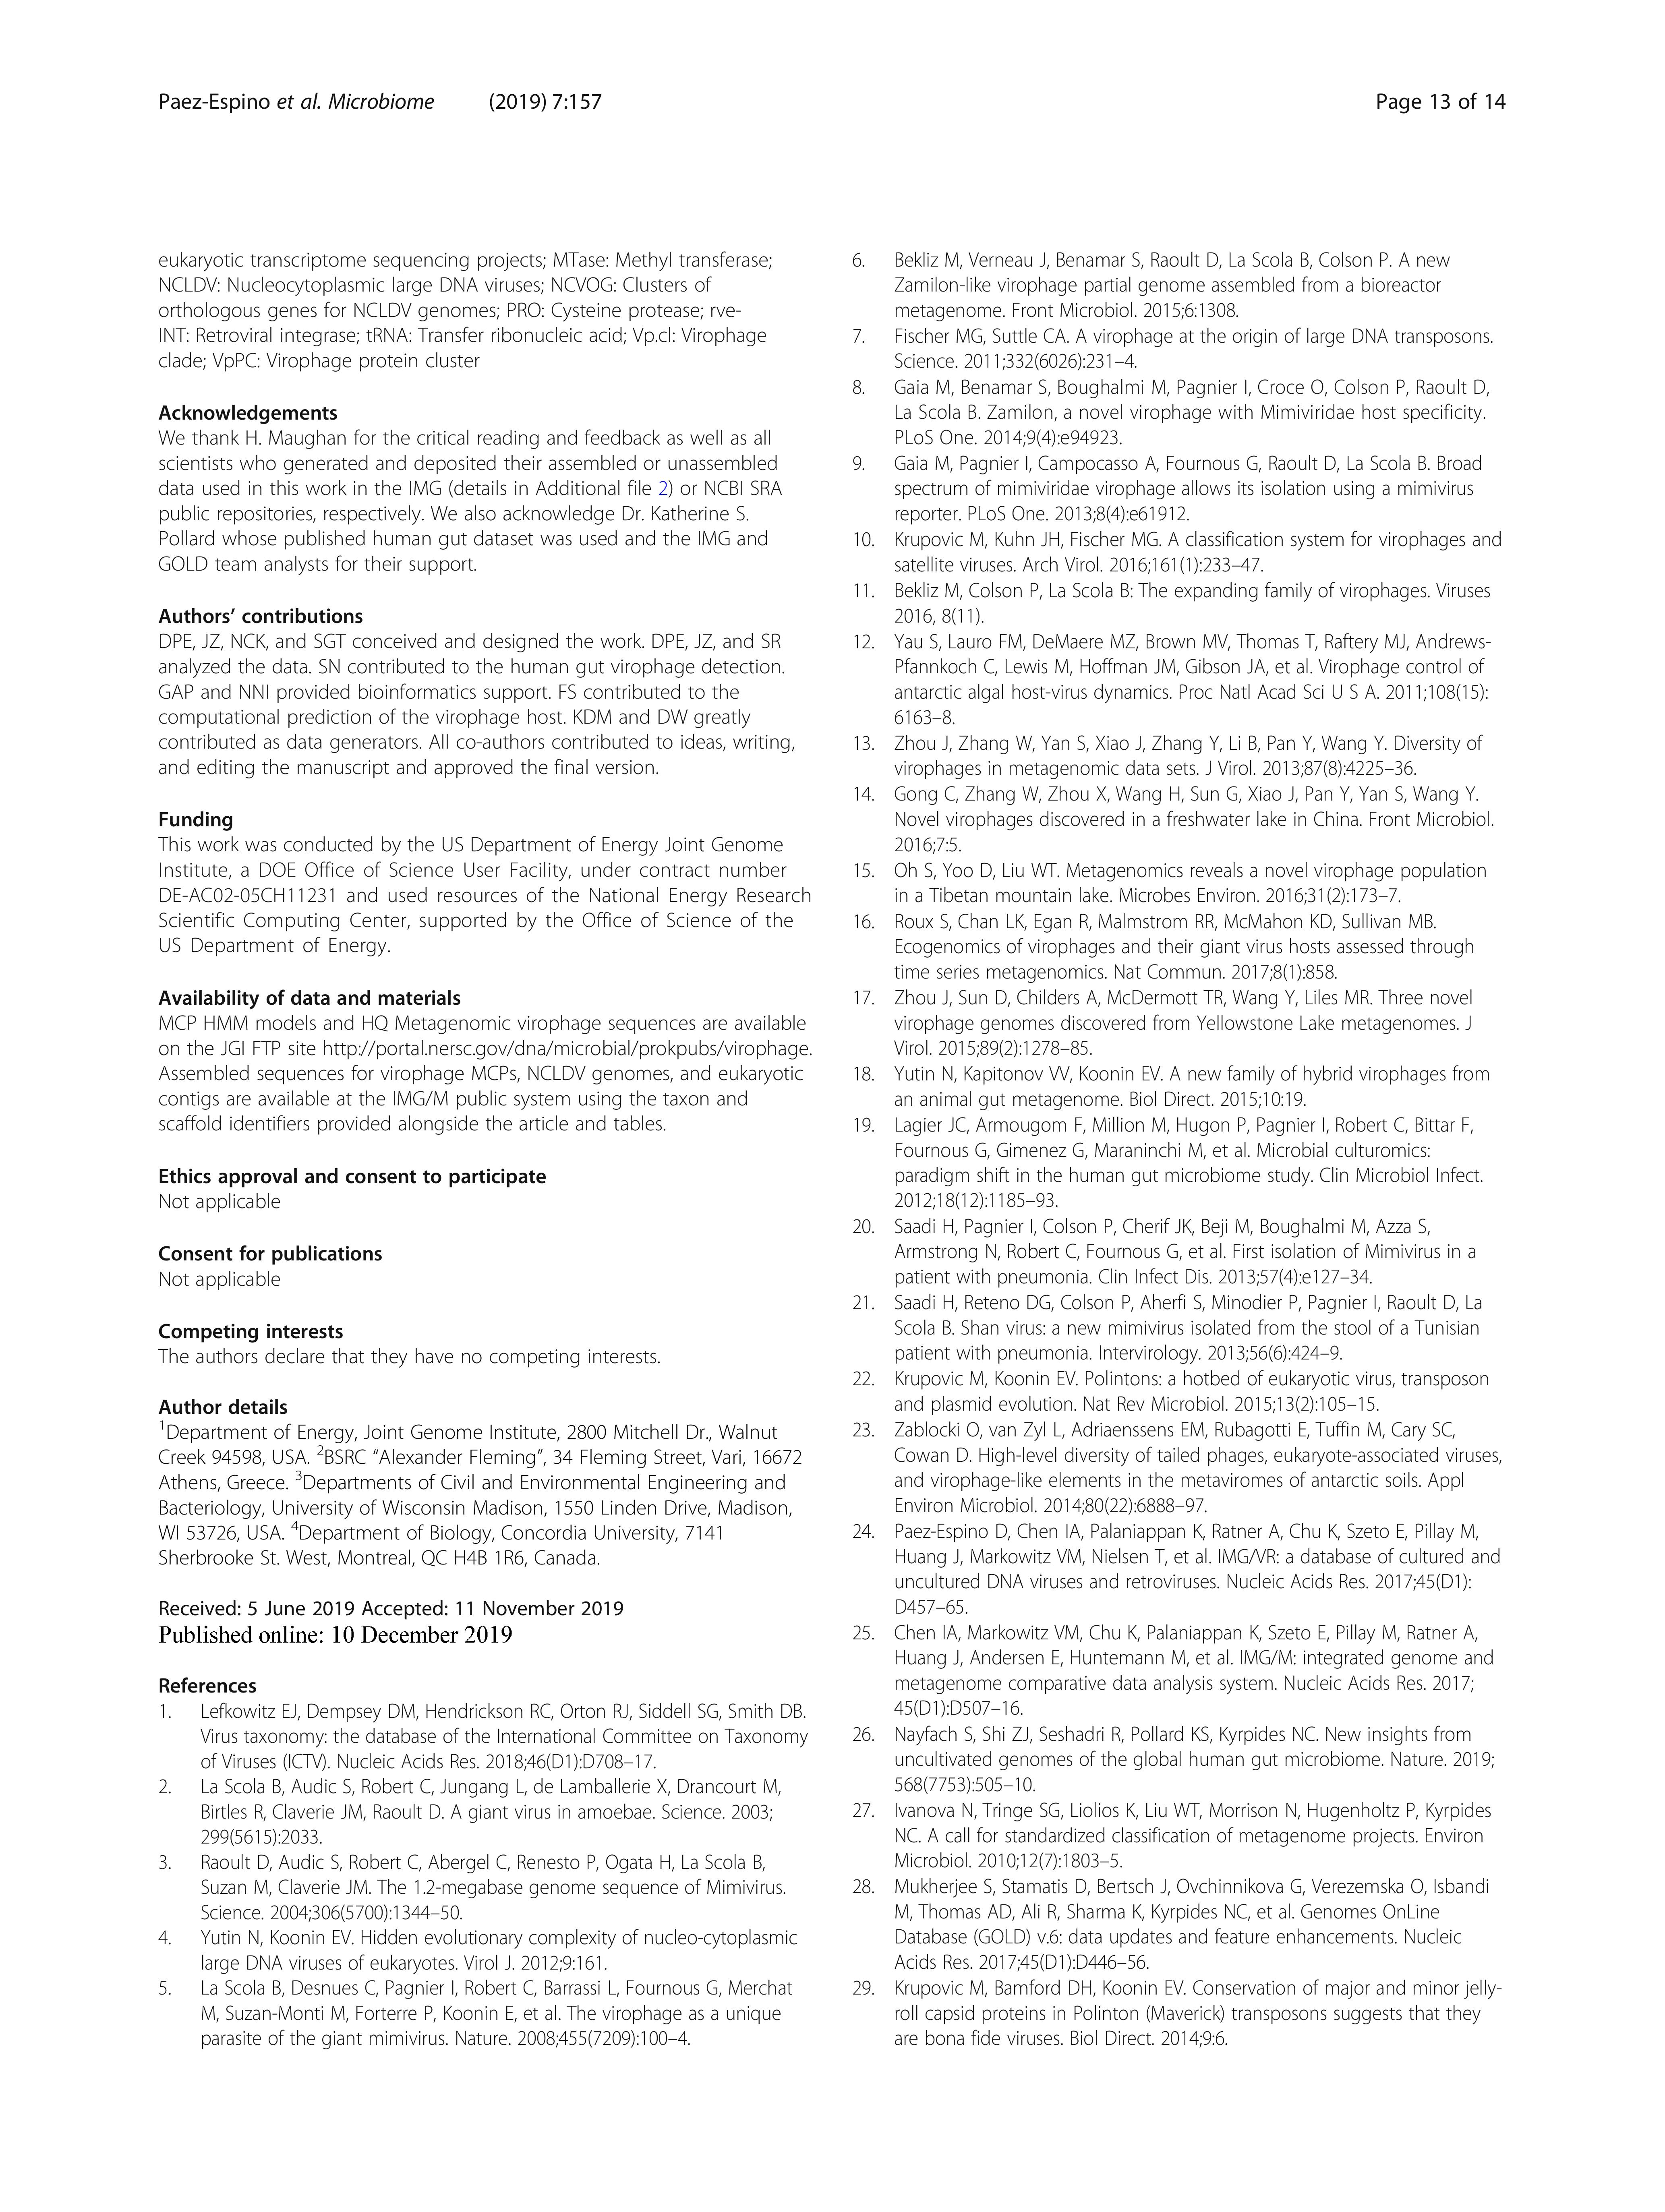 Paez-Espino et al. Microbiome (2019) 7:157 Page 13 of 14
eukaryotic transcriptome sequencing projects; MTase: Methyl transferase;
NCLDV: Nucleocytoplasmic large DNA viruses; NCVOG: Clusters of
orthologous genes for NCLDV genomes; PRO: Cysteine protease; rve-
INT: Retroviral integrase; tRNA: Transfer ribonucleic acid; Vp.cl: Virophage
clade; VpPC: Virophage protein cluster
Acknowledgements
We thank H. Maughan for the critical reading and feedback as well as all
scientists who generated and deposited their assembled or unassembled
data used in this work in the IMG (details in Additional file 2) or NCBI SRA
public repositories, respectively. We also acknowledge Dr. Katherine S.
Pollard whose published human gut dataset was used and the IMG and
GOLD team analysts for their support.
Authors’ contributions
DPE, JZ, NCK, and SGT conceived and designed the work. DPE, JZ, and SR
analyzed the data. SN contributed to the human gut virophage detection.
GAP and NNI provided bioinformatics support. FS contributed to the
computational prediction of the virophage host. KDM and DW greatly
contributed as data generators. All co-authors contributed to ideas, writing,
and editing the manuscript and approved the final version.
Funding
This work was conducted by the US Department of Energy Joint Genome
Institute, a DOE Office of Science User Facility, under contract number
DE-AC02-05CH11231 and used resources of the National Energy Research
Scientific Computing Center, supported by the Office of Science of the
US Department of Energy.
Availability of data and materials
MCP HMM models and HQ Metagenomic virophage sequences are available
on the JGI FTP site http://portal.nersc.gov/dna/microbial/prokpubs/virophage.
Assembled sequences for virophage MCPs, NCLDV genomes, and eukaryotic
contigs are available at the IMG/M public system using the taxon and
scaffold identifiers provided alongside the article and tables.
Ethics approval and consent to participate
Not applicable
Consent for publications
Not applicable
Competing interests
The authors declare that they have no competing interests.
Author details
1Department of Energy, Joint Genome Institute, 2800 Mitchell Dr., Walnut
Creek 94598, USA. 2BSRC “Alexander Fleming”, 34 Fleming Street, Vari, 16672
Athens, Greece. 3Departments of Civil and Environmental Engineering and
Bacteriology, University of Wisconsin Madison, 1550 Linden Drive, Madison,
WI 53726, USA. 4Department of Biology, Concordia University, 7141
Sherbrooke St. West, Montreal, QC H4B 1R6, Canada.
Received: 5 June 2019 Accepted: 11 November 2019
Published online: 10 December 2019
References
1. Lefkowitz EJ, Dempsey DM, Hendrickson RC, Orton RJ, Siddell SG, Smith DB.
Virus taxonomy: the database of the International Committee on Taxonomy
of Viruses (ICTV). Nucleic Acids Res. 2018;46(D1):D708–17.
2. La Scola B, Audic S, Robert C, Jungang L, de Lamballerie X, Drancourt M,
Birtles R, Claverie JM, Raoult D. A giant virus in amoebae. Science. 2003;
299(5615):2033.
3. Raoult D, Audic S, Robert C, Abergel C, Renesto P, Ogata H, La Scola B,
Suzan M, Claverie JM. The 1.2-megabase genome sequence of Mimivirus.
Science. 2004;306(5700):1344–50.
4. Yutin N, Koonin EV. Hidden evolutionary complexity of nucleo-cytoplasmic
large DNA viruses of eukaryotes. Virol J. 2012;9:161.
5. La Scola B, Desnues C, Pagnier I, Robert C, Barrassi L, Fournous G, Merchat
M, Suzan-Monti M, Forterre P, Koonin E, et al. The virophage as a unique
parasite of the giant mimivirus. Nature. 2008;455(7209):100–4.
6. Bekliz M, Verneau J, Benamar S, Raoult D, La Scola B, Colson P. A new
Zamilon-like virophage partial genome assembled from a bioreactor
metagenome. Front Microbiol. 2015;6:1308.
7. Fischer MG, Suttle CA. A virophage at the origin of large DNA transposons.
Science. 2011;332(6026):231–4.
8. Gaia M, Benamar S, Boughalmi M, Pagnier I, Croce O, Colson P, Raoult D,
La Scola B. Zamilon, a novel virophage with Mimiviridae host specificity.
PLoS One. 2014;9(4):e94923.
9. Gaia M, Pagnier I, Campocasso A, Fournous G, Raoult D, La Scola B. Broad
spectrum of mimiviridae virophage allows its isolation using a mimivirus
reporter. PLoS One. 2013;8(4):e61912.
10. Krupovic M, Kuhn JH, Fischer MG. A classification system for virophages and
satellite viruses. Arch Virol. 2016;161(1):233–47.
11. Bekliz M, Colson P, La Scola B: The expanding family of virophages. Viruses
2016, 8(11).
12. Yau S, Lauro FM, DeMaere MZ, Brown MV, Thomas T, Raftery MJ, Andrews-
Pfannkoch C, Lewis M, Hoffman JM, Gibson JA, et al. Virophage control of
antarctic algal host-virus dynamics. Proc Natl Acad Sci U S A. 2011;108(15):
6163–8.
13. Zhou J, Zhang W, Yan S, Xiao J, Zhang Y, Li B, Pan Y, Wang Y. Diversity of
virophages in metagenomic data sets. J Virol. 2013;87(8):4225–36.
14. Gong C, Zhang W, Zhou X, Wang H, Sun G, Xiao J, Pan Y, Yan S, Wang Y.
Novel virophages discovered in a freshwater lake in China. Front Microbiol.
2016;7:5.
15. Oh S, Yoo D, Liu WT. Metagenomics reveals a novel virophage population
in a Tibetan mountain lake. Microbes Environ. 2016;31(2):173–7.
16. Roux S, Chan LK, Egan R, Malmstrom RR, McMahon KD, Sullivan MB.
Ecogenomics of virophages and their giant virus hosts assessed through
time series metagenomics. Nat Commun. 2017;8(1):858.
17. Zhou J, Sun D, Childers A, McDermott TR, Wang Y, Liles MR. Three novel
virophage genomes discovered from Yellowstone Lake metagenomes. J
Virol. 2015;89(2):1278–85.
18. Yutin N, Kapitonov VV, Koonin EV. A new family of hybrid virophages from
an animal gut metagenome. Biol Direct. 2015;10:19.
19. Lagier JC, Armougom F, Million M, Hugon P, Pagnier I, Robert C, Bittar F,
Fournous G, Gimenez G, Maraninchi M, et al. Microbial culturomics:
paradigm shift in the human gut microbiome study. Clin Microbiol Infect.
2012;18(12):1185–93.
20. Saadi H, Pagnier I, Colson P, Cherif JK, Beji M, Boughalmi M, Azza S,
Armstrong N, Robert C, Fournous G, et al. First isolation of Mimivirus in a
patient with pneumonia. Clin Infect Dis. 2013;57(4):e127–34.
21. Saadi H, Reteno DG, Colson P, Aherfi S, Minodier P, Pagnier I, Raoult D, La
Scola B. Shan virus: a new mimivirus isolated from the stool of a Tunisian
patient with pneumonia. Intervirology. 2013;56(6):424–9.
22. Krupovic M, Koonin EV. Polintons: a hotbed of eukaryotic virus, transposon
and plasmid evolution. Nat Rev Microbiol. 2015;13(2):105–15.
23. Zablocki O, van Zyl L, Adriaenssens EM, Rubagotti E, Tuffin M, Cary SC,
Cowan D. High-level diversity of tailed phages, eukaryote-associated viruses,
and virophage-like elements in the metaviromes of antarctic soils. Appl
Environ Microbiol. 2014;80(22):6888–97.
24. Paez-Espino D, Chen IA, Palaniappan K, Ratner A, Chu K, Szeto E, Pillay M,
Huang J, Markowitz VM, Nielsen T, et al. IMG/VR: a database of cultured and
uncultured DNA viruses and retroviruses. Nucleic Acids Res. 2017;45(D1):
D457–65.
25. Chen IA, Markowitz VM, Chu K, Palaniappan K, Szeto E, Pillay M, Ratner A,
Huang J, Andersen E, Huntemann M, et al. IMG/M: integrated genome and
metagenome comparative data analysis system. Nucleic Acids Res. 2017;
45(D1):D507–16.
26. Nayfach S, Shi ZJ, Seshadri R, Pollard KS, Kyrpides NC. New insights from
uncultivated genomes of the global human gut microbiome. Nature. 2019;
568(7753):505–10.
27. Ivanova N, Tringe SG, Liolios K, Liu WT, Morrison N, Hugenholtz P, Kyrpides
NC. A call for standardized classification of metagenome projects. Environ
Microbiol. 2010;12(7):1803–5.
28. Mukherjee S, Stamatis D, Bertsch J, Ovchinnikova G, Verezemska O, Isbandi
M, Thomas AD, Ali R, Sharma K, Kyrpides NC, et al. Genomes OnLine
Database (GOLD) v.6: data updates and feature enhancements. Nucleic
Acids Res. 2017;45(D1):D446–56.
29. Krupovic M, Bamford DH, Koonin EV. Conservation of major and minor jelly-
roll capsid proteins in Polinton (Maverick) transposons suggests that they
are bona fide viruses. Biol Direct. 2014;9:6.